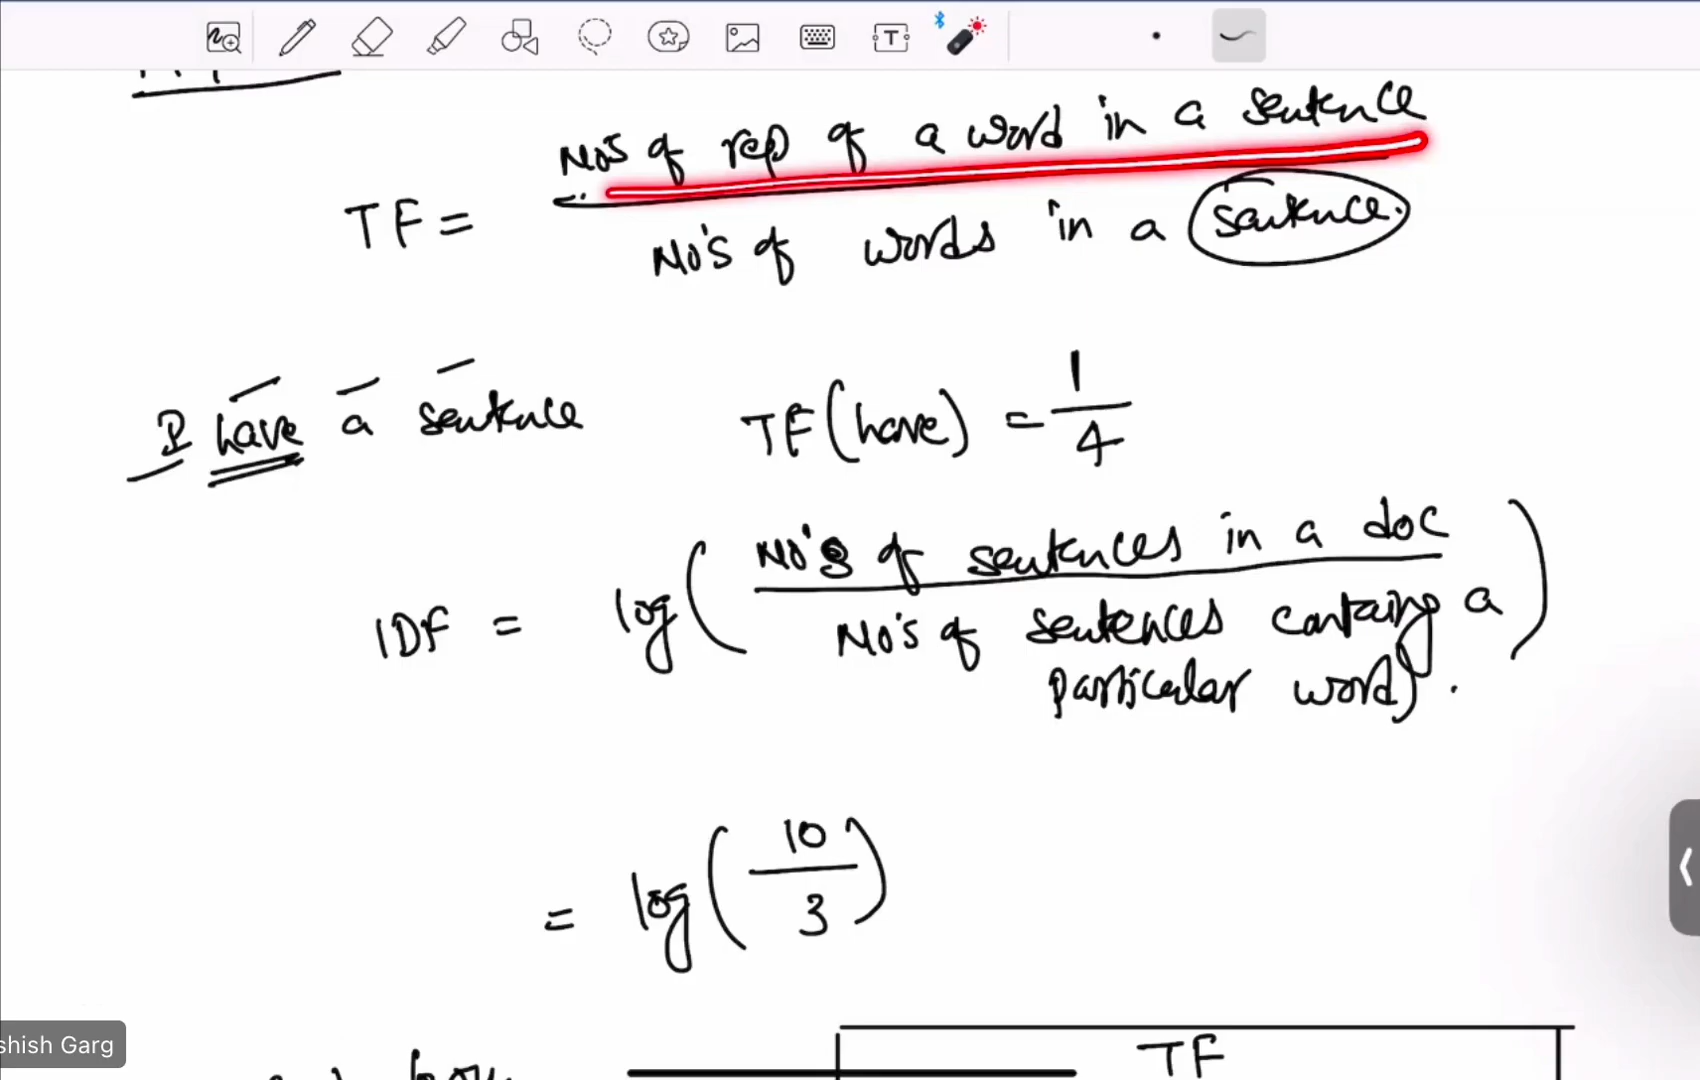 No's of rep of a word in a sentence
TF =
No's of words in a sentence.
I have a sentence
TF(have) = 1/4
No's of sentences in a doc
IDF = log( )
No's of sentences containg a
particular word.
= log(10/3)
TF
shish Garg